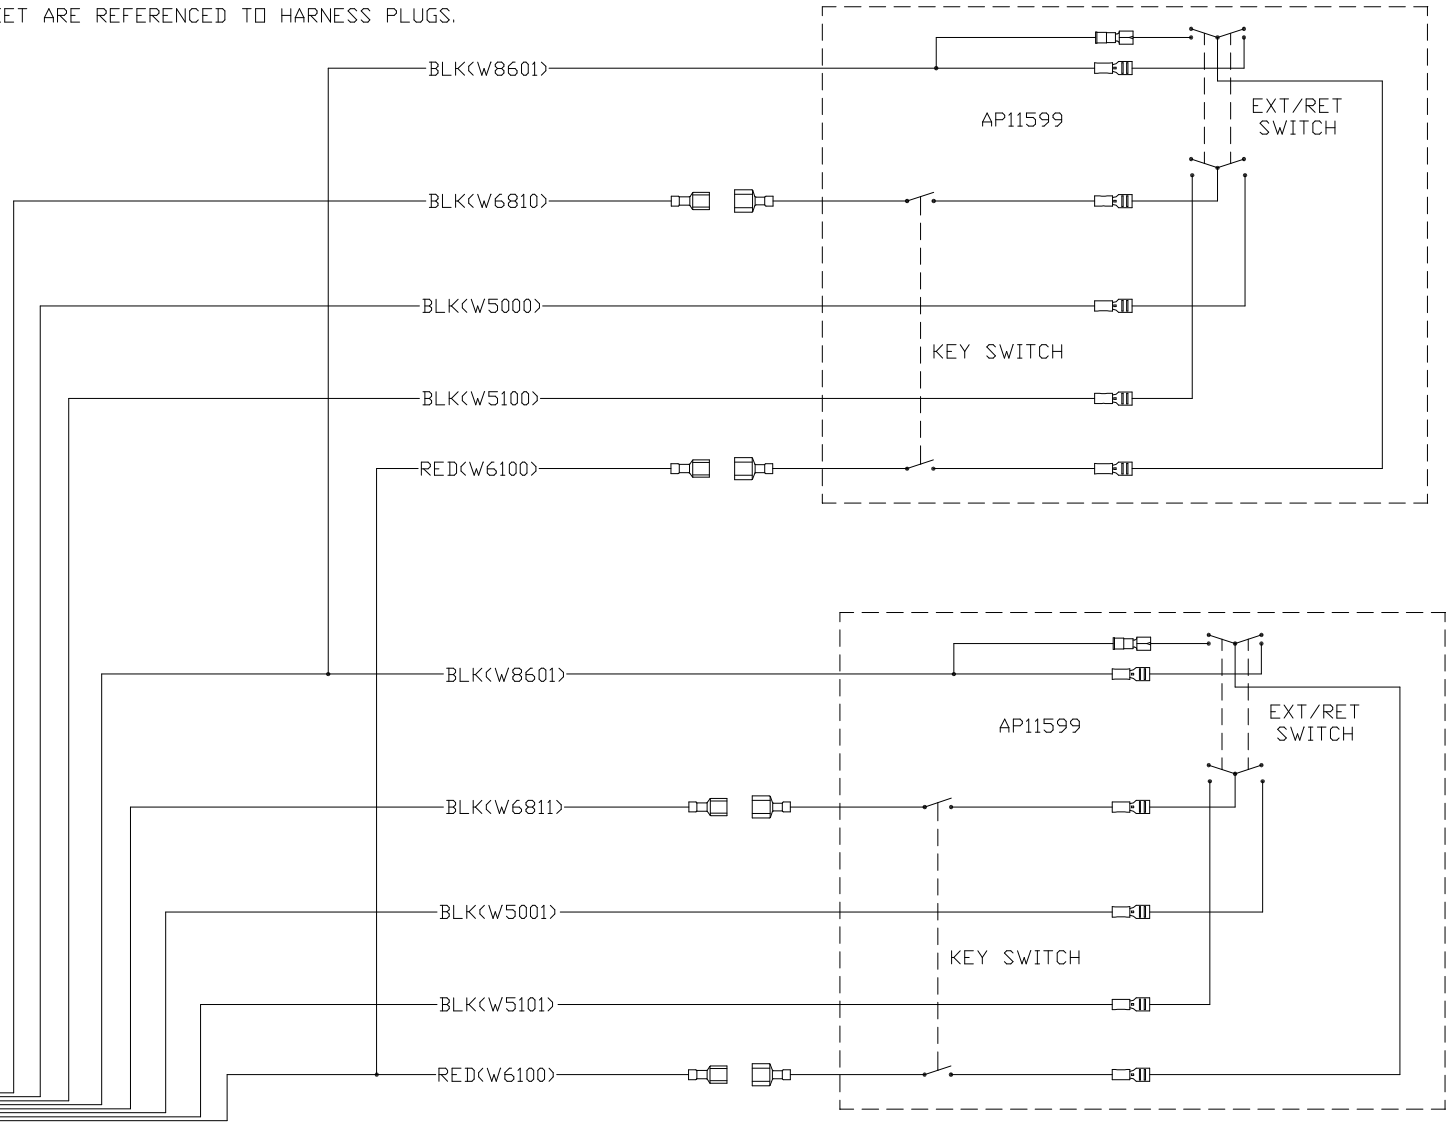 ARE REFERENCED TO HARNESS PLUGS.
BLK(W8601)
AP11599
EXT/RET
SWITCH
BLK(W6810)
BLK(W5000)
KEY SWITCH
BLK(W5100)
RED(W6100)
BLK(W8601)
AP11599
EXT/RET
SWITCH
BLK(W6811)
BLK(W5001)
KEY SWITCH
BLK(W5101)
RED(W6100)